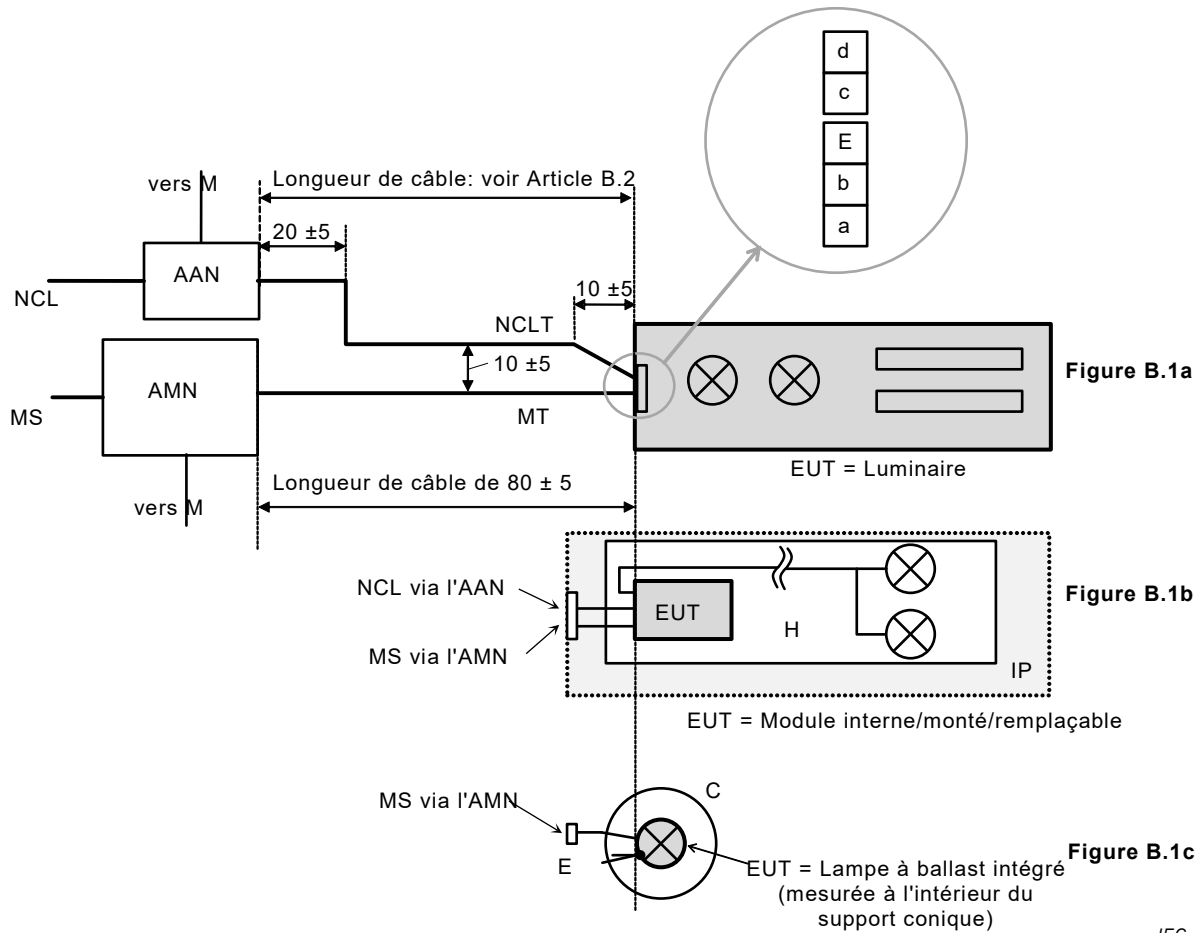 d
c
E
b
a
vers M
Longueur de câble: voir Article B.2
20 ±5
AAN
NCL
10 ±5
NCLT
10 ±5
Figure B.1a
AMN
MS
MT
EUT = Luminaire
Longueur de câble de 80 ± 5
vers M
NCL via l'AAN
EUT
Figure B.1b
H
MS via l'AMN
IP
EUT = Module interne/monté/remplaçable
C
MS via l'AMN
E
EUT = Lampe à ballast intégré
Figure B.1c
(mesurée à l'intérieur du
support conique)